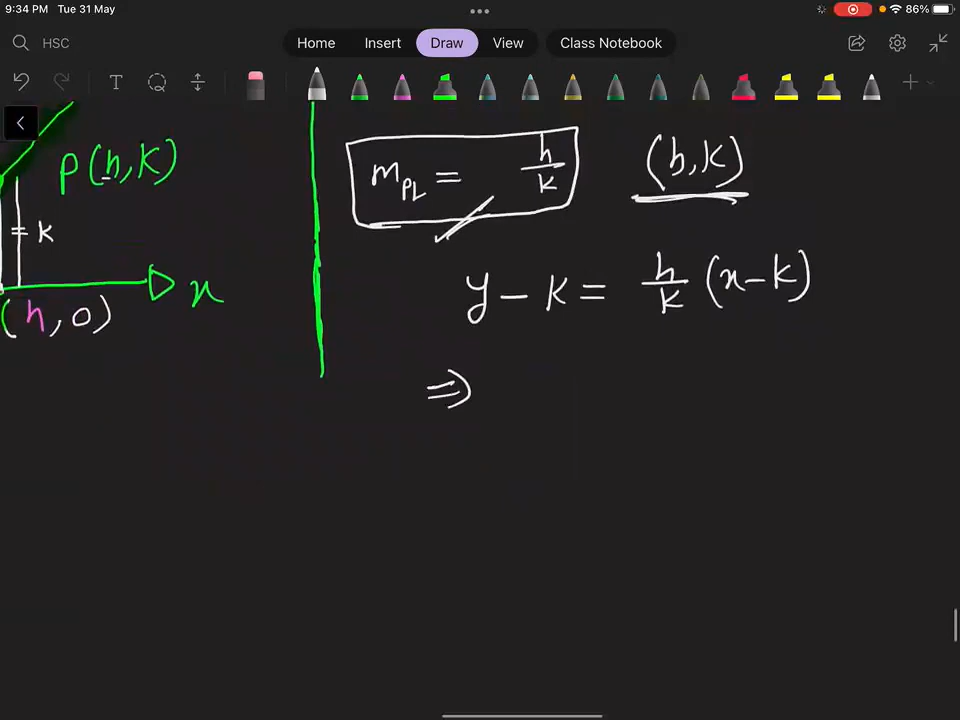 9:34 PM Tue 31 May
86%
HSC
Home Insert Draw View Class Notebook
T
P(h,k)
= k
x
(h,0)
m_PL = h/k
(h,k)
y - k = h/k (x-k)
⇒